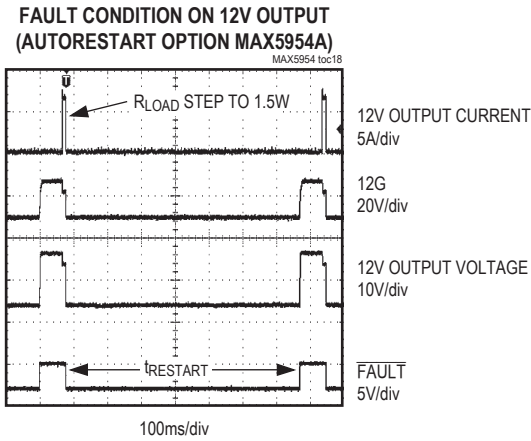 FAULT CONDITION ON 12V OUTPUT
(AUTORESTART OPTION MAX5954A)
MAX5954 toc18
T
RLOAD STEP TO 1.5W
12V OUTPUT CURRENT
5A/div
12G
20V/div
12V OUTPUT VOLTAGE
10V/div
tRESTART
FAULT
5V/div
100ms/div